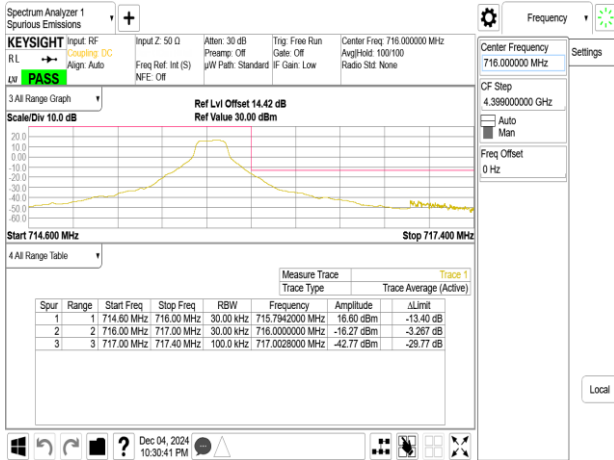 Spectrum Analyzer 1
Spurious Emissions
Frequency
KEYSIGHT
RL
LXI PASS
Input: RF
Coupling: DC
Align: Auto
Input Z: 50 Ω
Freq Ref: Int (S)
NFE: Off
Atten: 30 dB
Preamp: Off
µW Path: Standard
Trig: Free Run
Gate: Off
IF Gain: Low
Center Freq: 716.000000 MHz
Avg|Hold: 100/100
Radio Std: None
Center Frequency
716.000000 MHz
Settings
CF Step
4.399000000 GHz
Auto
Man
Freq Offset
0 Hz
3 All Range Graph
Scale/Div 10.0 dB
Ref Lvl Offset 14.42 dB
Ref Value 30.00 dBm
20.0
10.0
0.00
-10.0
-20.0
-30.0
-40.0
-50.0
-60.0
Start 714.600 MHz
Stop 717.400 MHz
4 All Range Table
Measure Trace Trace 1
Trace Type Trace Average (Active)
Spur Range Start Freq Stop Freq RBW Frequency Amplitude ΔLimit
1 1 714.60 MHz 716.00 MHz 30.00 kHz 715.7942000 MHz 16.60 dBm -13.40 dB
2 2 716.00 MHz 717.00 MHz 30.00 kHz 716.0000000 MHz -16.27 dBm -3.267 dB
3 3 717.00 MHz 717.40 MHz 100.0 kHz 717.0028000 MHz -42.77 dBm -29.77 dB
Local
Dec 04, 2024
10:30:41 PM